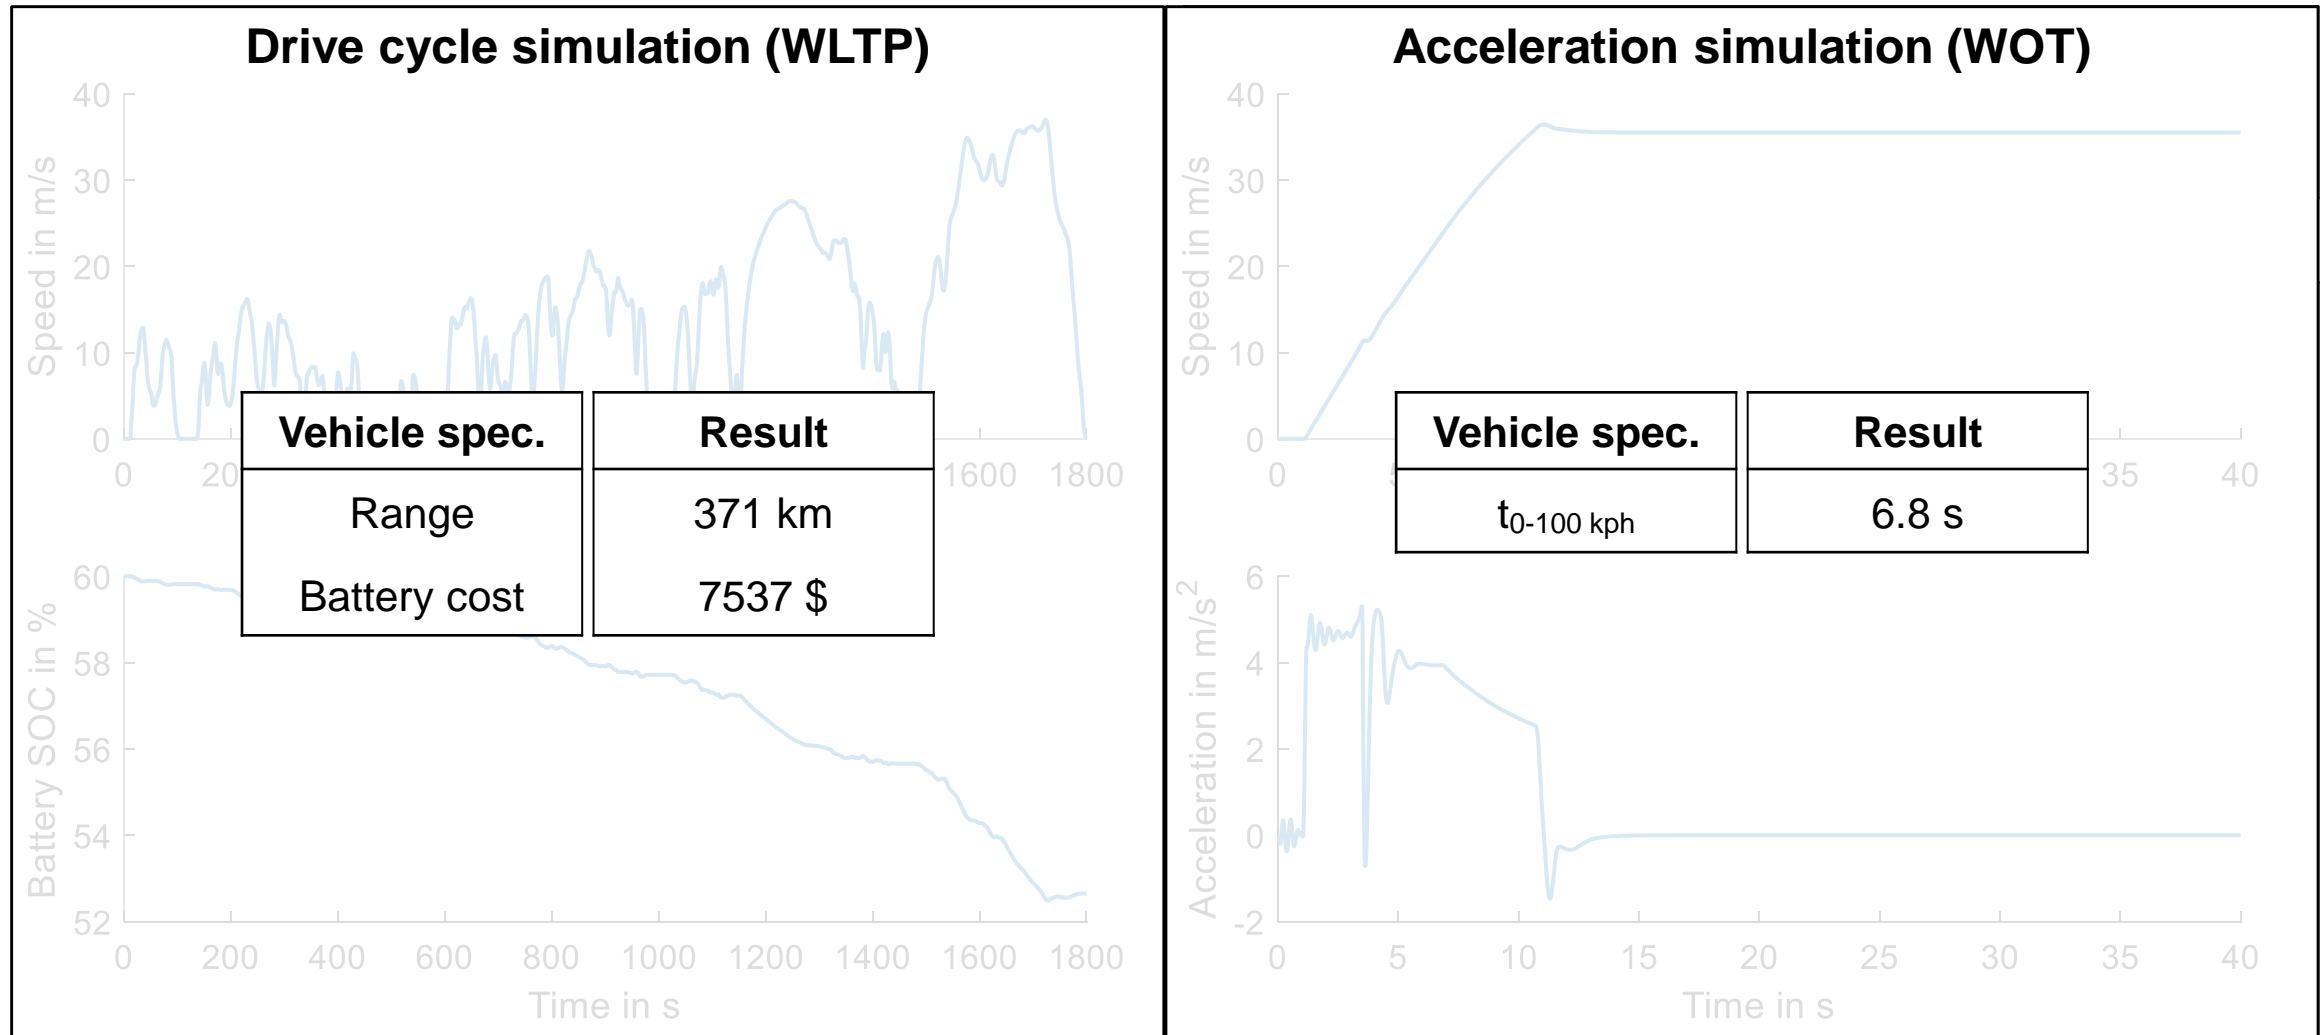 Drive cycle simulation (WLTP)
40
30
20
10
0
Speed in m/s
0 20 1600 1800
Vehicle spec. Result
Range 371 km
Battery cost 7537 $
60
58
56
54
52
Battery SOC in %
0 200 400 600 800 1000 1200 1400 1600 1800
Time in s
Acceleration simulation (WOT)
40
30
20
10
0
Speed in m/s
0 35 40
Vehicle spec. Result
t0-100 kph 6.8 s
6
4
2
0
-2
Acceleration in m/s²
0 5 10 15 20 25 30 35 40
Time in s